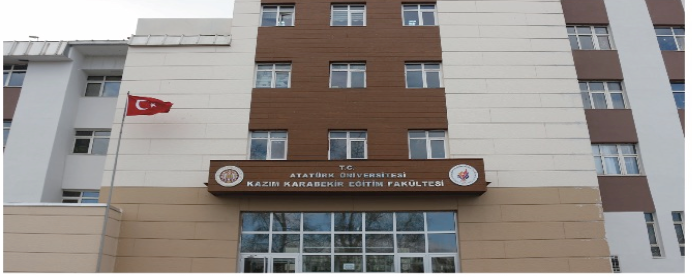 T.C.
ATATÜRK ÜNİVERSİTESİ
KAZIM KARABEKİR EĞİTİM FAKÜLTESİ